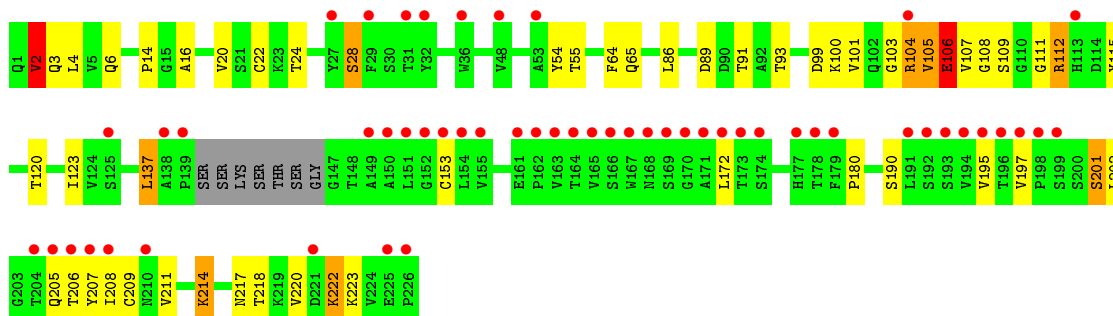 Q1 V2 Q3 L4 V5 Q6 P14 G15 A16 V20 S21 C22 K23 T24 Y27 S28 F29 S30 T31 Y32 W36 V48 A53 Y54 T55 F64 Q65 L86 D89 D90 T91 A92 T93 D99 K100 V101 Q102 G103 R104 V105 E106 V107 G108 S109 G110 G111 R112 H113 D114 Y115
T120 I123 V124 S125 L137 A138 P139 SER SER LYS SER THR SER GLY G147 T148 A149 A150 L151 G152 C153 L154 V155 E161 P162 V163 T164 V165 S166 W167 N168 S169 G170 A171 L172 T173 S174 H177 T178 F179 P180 S190 L191 S192 S193 V194 V195 T196 V197 P198 S199 S200 S201 L202
G203 T204 Q205 T206 Y207 I208 C209 N210 V211 K214 N217 T218 K219 V220 D221 K222 K223 V224 E225 P226